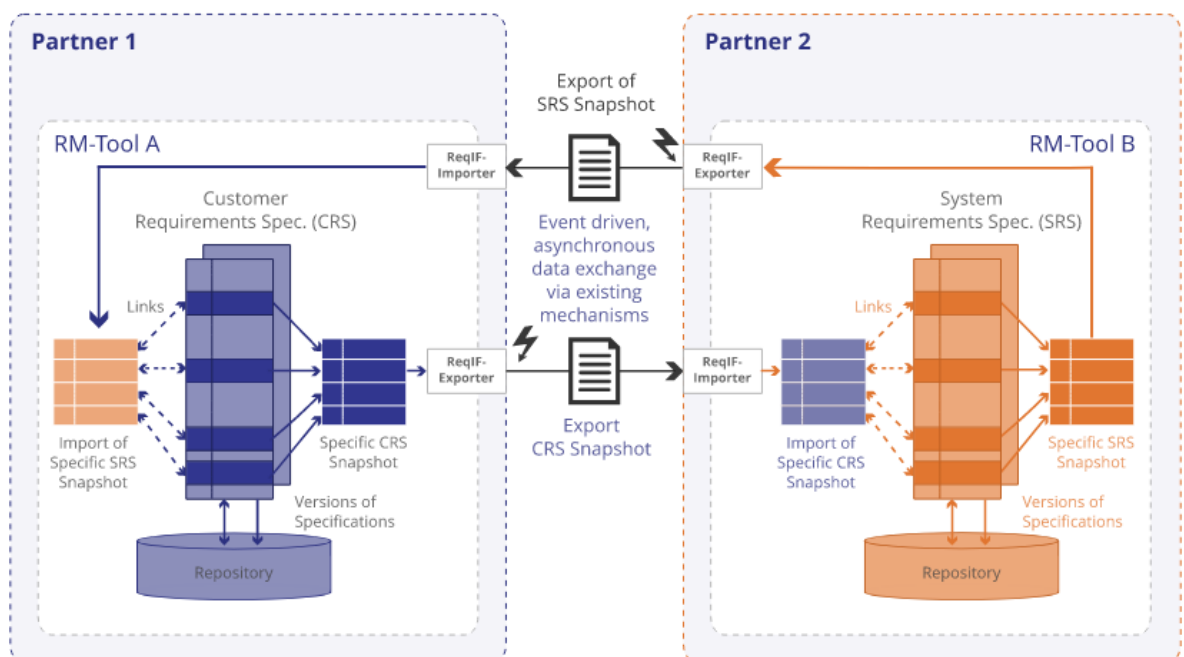 Partner 1
RM-Tool A
ReqIF-
Importer
Customer
Requirements Spec. (CRS)
Links
Import of
Specific SRS
Snapshot
Specific CRS
Snapshot
ReqIF-
Exporter
Versions of
Specifications
Repository
Export of
SRS Snapshot
Event driven,
asynchronous
data exchange
via existing
mechanisms
Export
CRS Snapshot
Partner 2
RM-Tool B
ReqIF-
Exporter
System
Requirements Spec. (SRS)
Links
ReqIF-
Importer
Import of
Specific CRS
Snapshot
Specific SRS
Snapshot
Versions of
Specifications
Repository